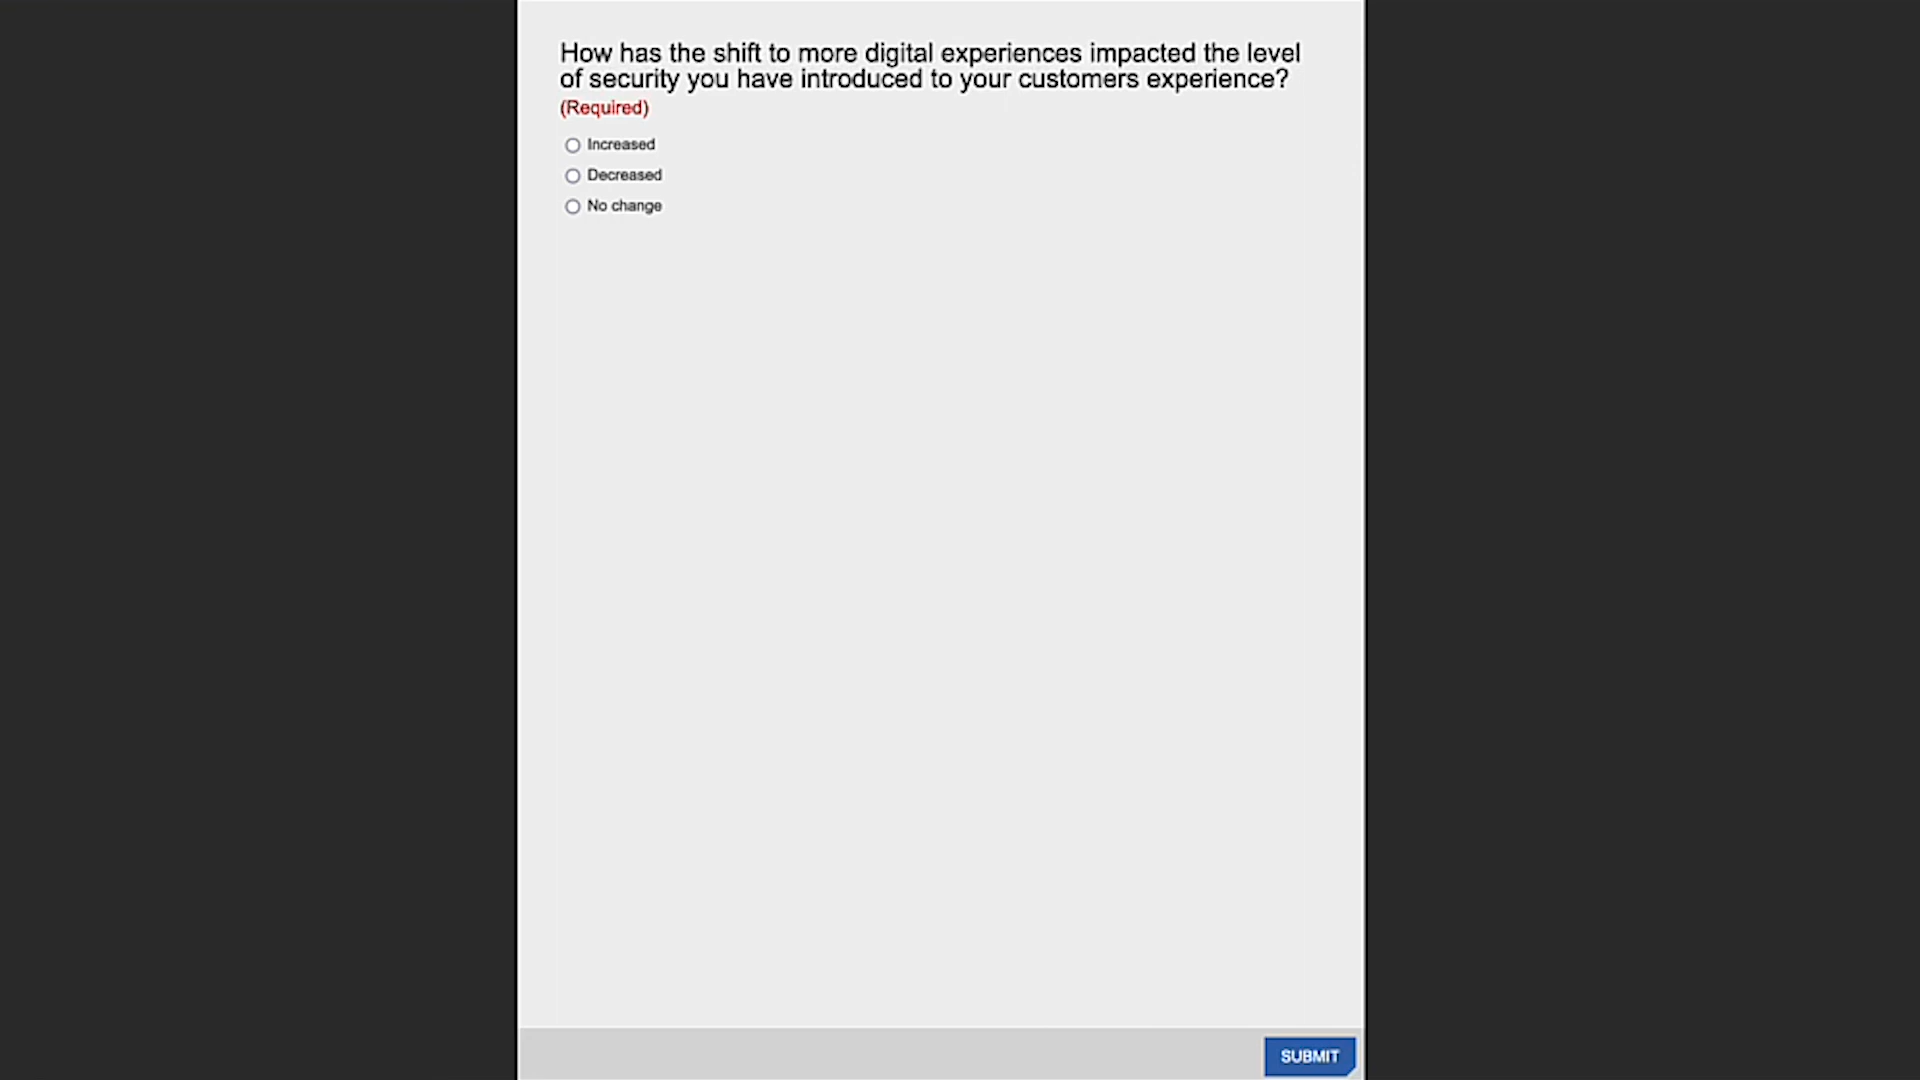 How has the shift to more digital experiences impacted the level
of security you have introduced to your customers experience?
(Required)
Increased
Decreased
No change
SUBMIT